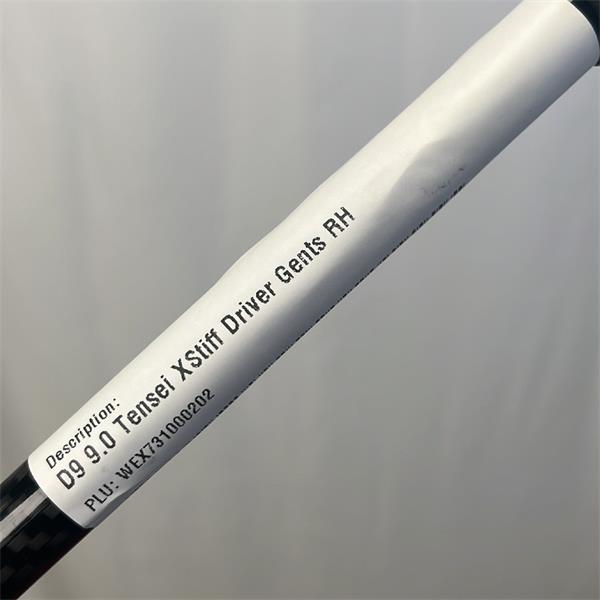 Description:
D9 9.0 Tensei XStiff Driver Gents RH
PLU: WEX731000202